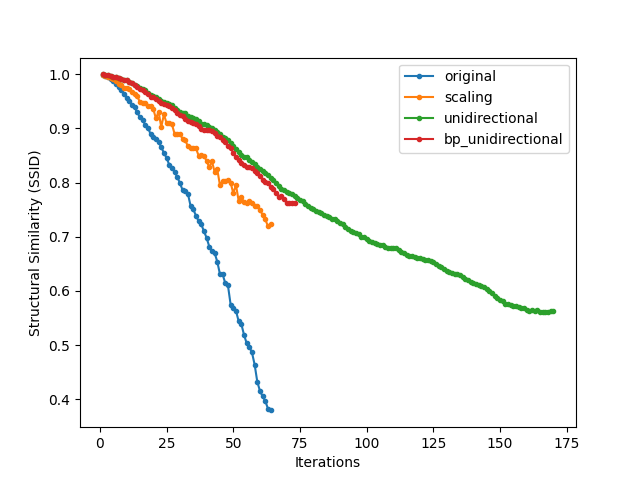 original
scaling
unidirectional
bp_unidirectional
Structural Similarity (SSID)
1.0
0.9
0.8
0.7
0.6
0.5
0.4
0 25 50 75 100 125 150 175
Iterations